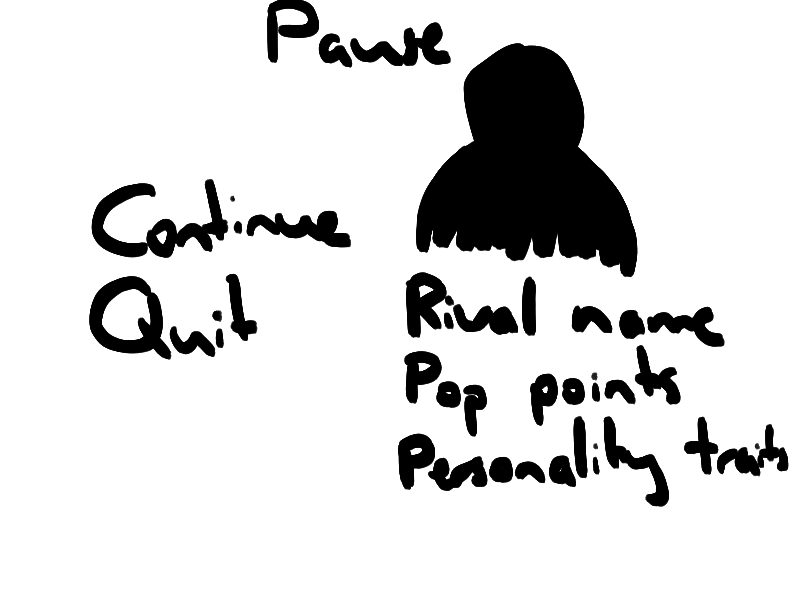 Pause
Continue
Quit
Rival name
Pop points
Personality traits